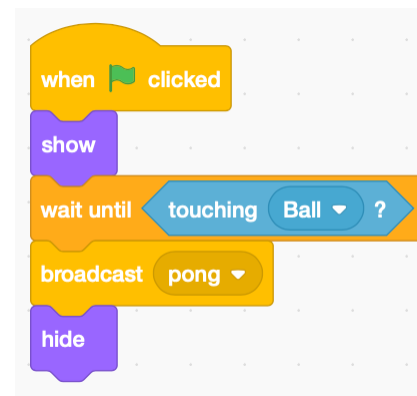 when clicked
show
wait until touching Ball ?
broadcast pong
hide